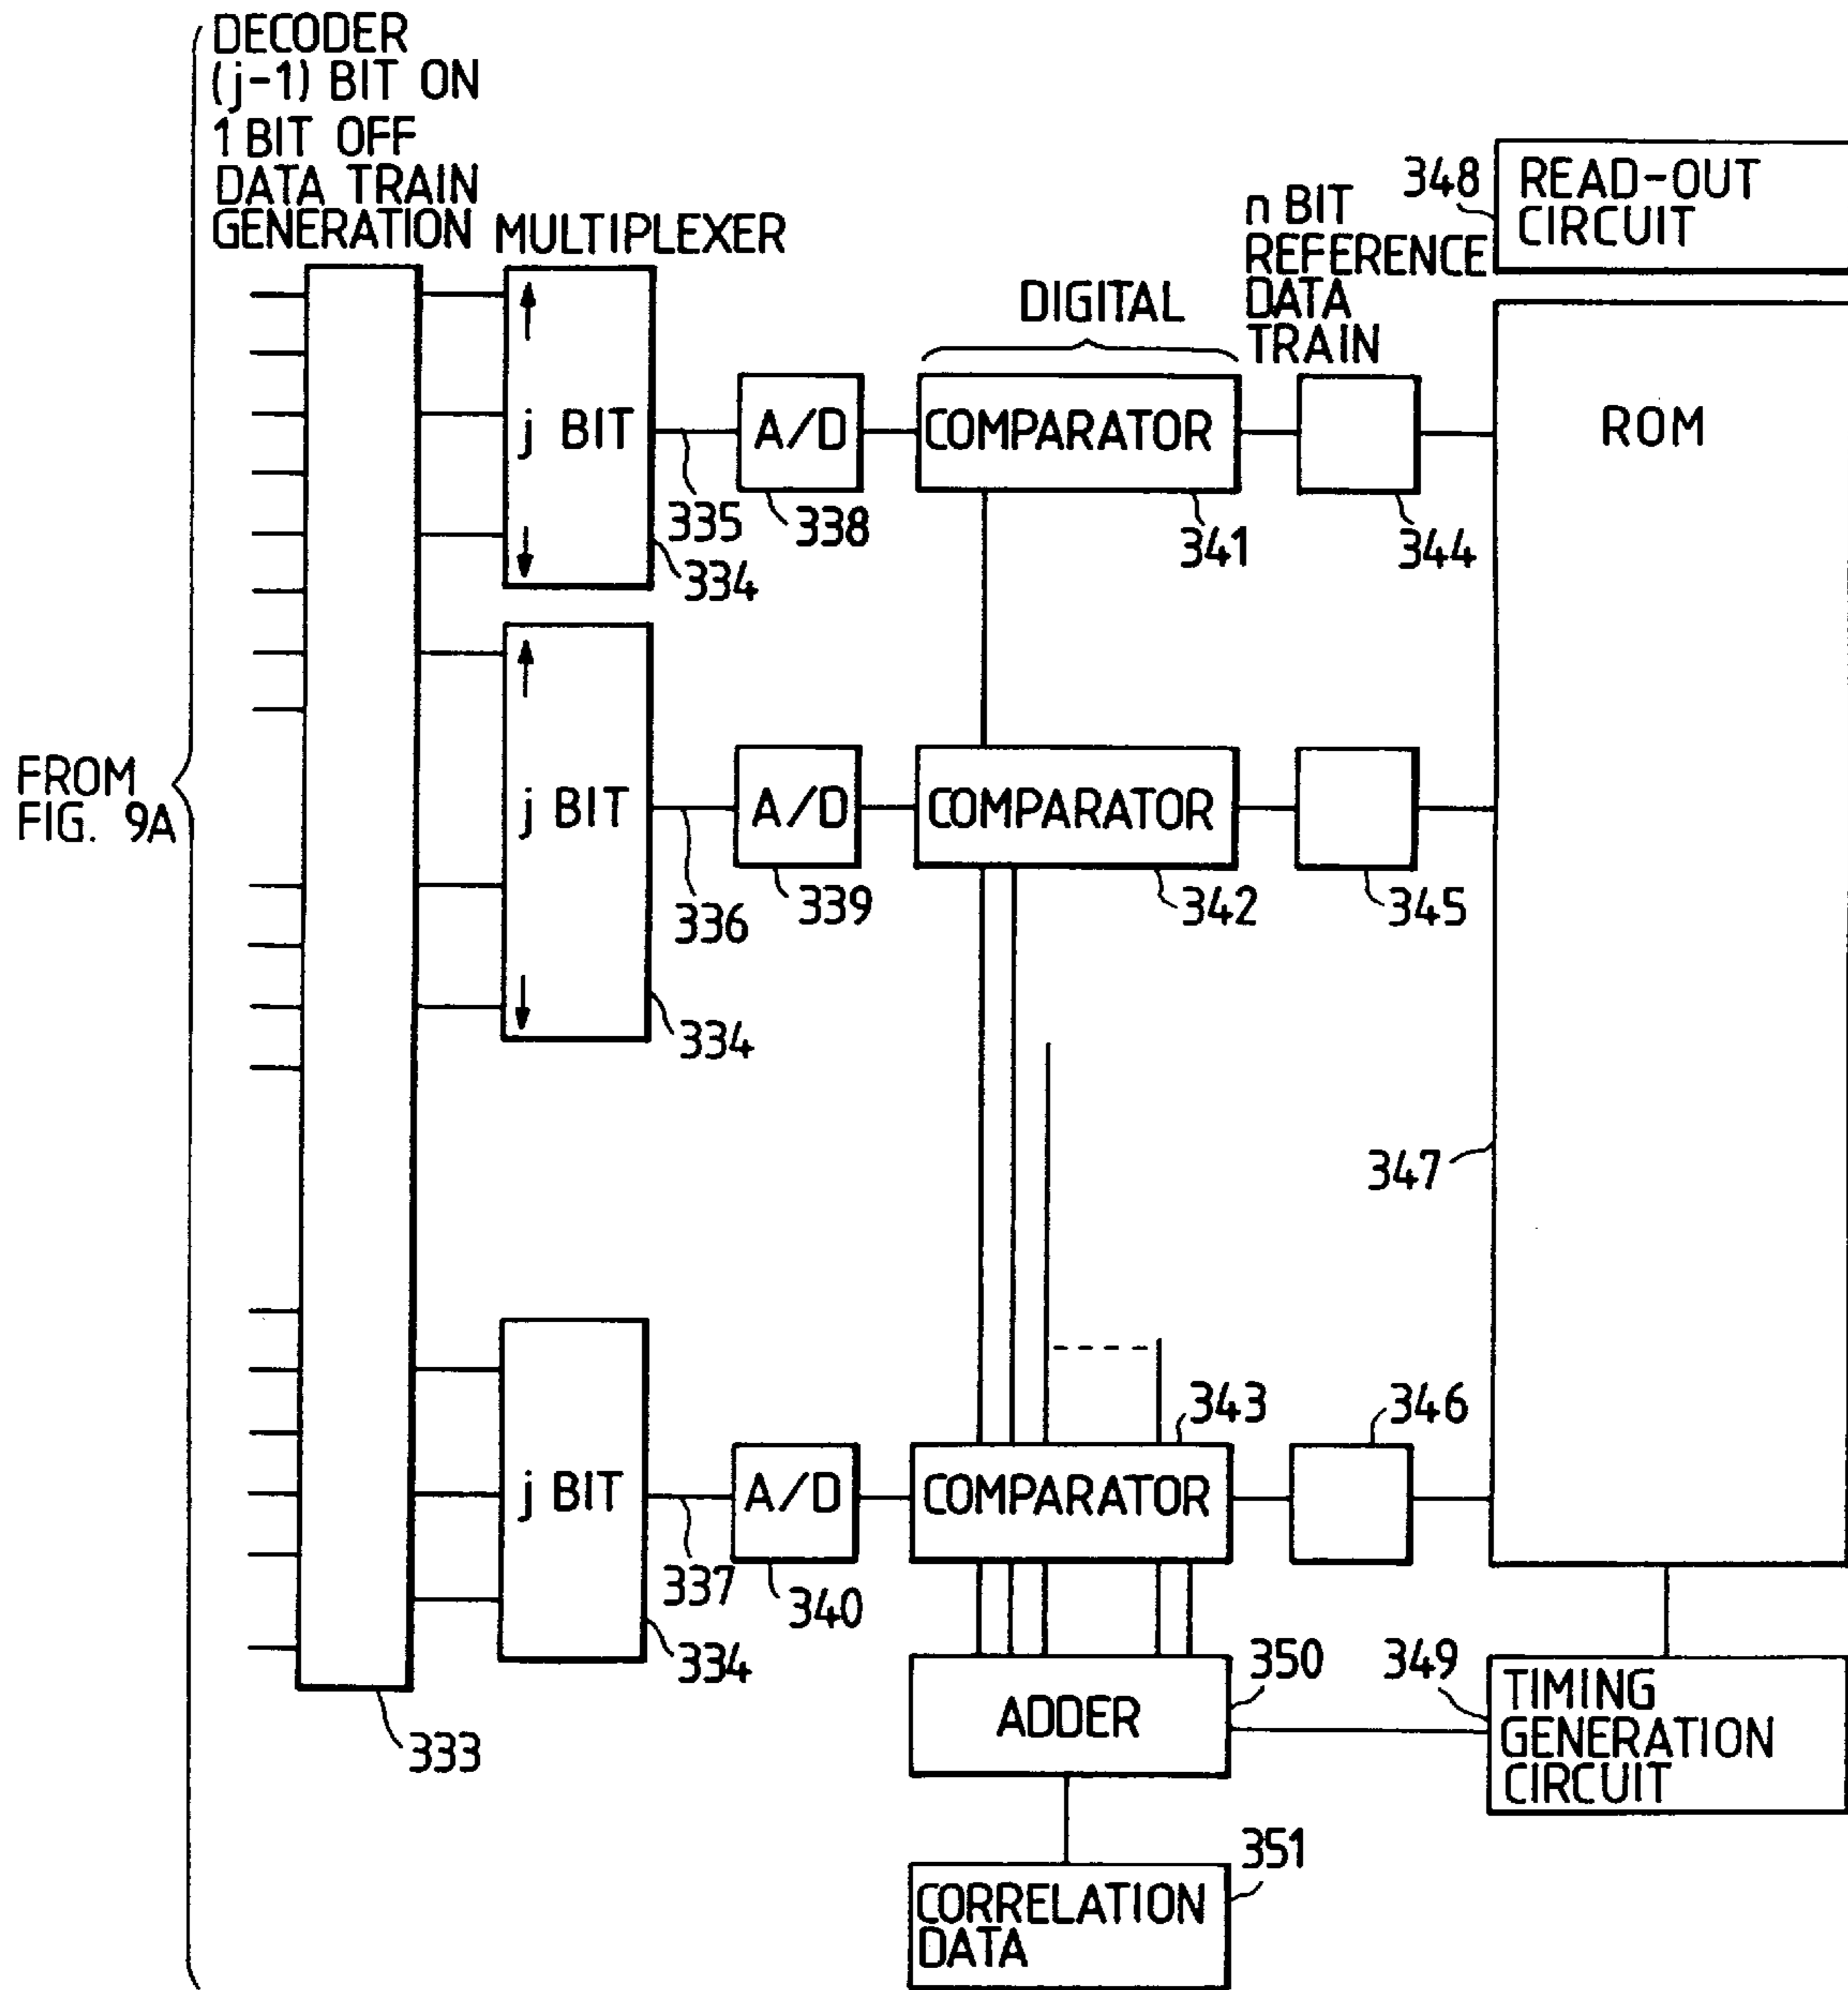 DECODER
(j-1) BIT ON
1 BIT OFF
DATA TRAIN
GENERATION
MULTIPLEXER
DIGITAL
n BIT
REFERENCE
DATA
TRAIN
348
READ-OUT
CIRCUIT
j BIT
335
334
A/D
338
COMPARATOR
341
344
ROM
FROM
FIG. 9A
j BIT
336
334
A/D
339
COMPARATOR
342
345
347
j BIT
337
334
A/D
340
343
COMPARATOR
346
333
350
ADDER
349
TIMING
GENERATION
CIRCUIT
351
CORRELATION
DATA